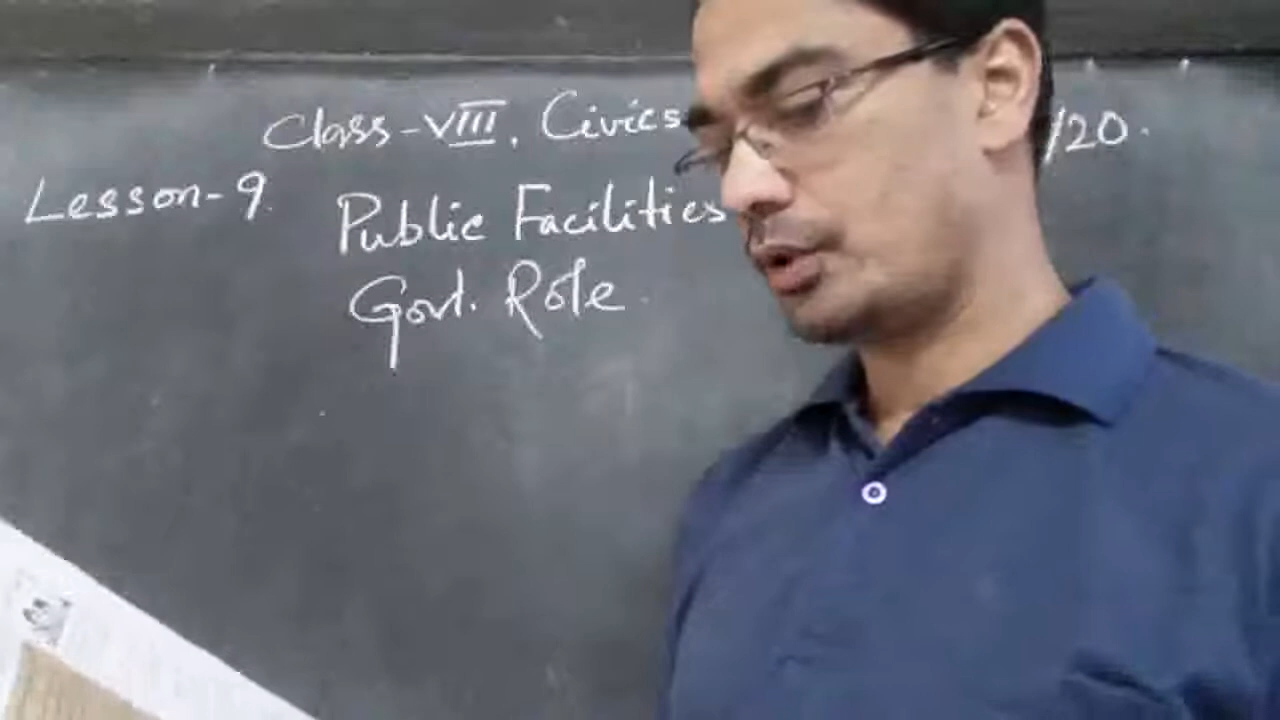 Class-VIII. Civics /20.
Lesson-9. Public Facilities
Govt. Role.